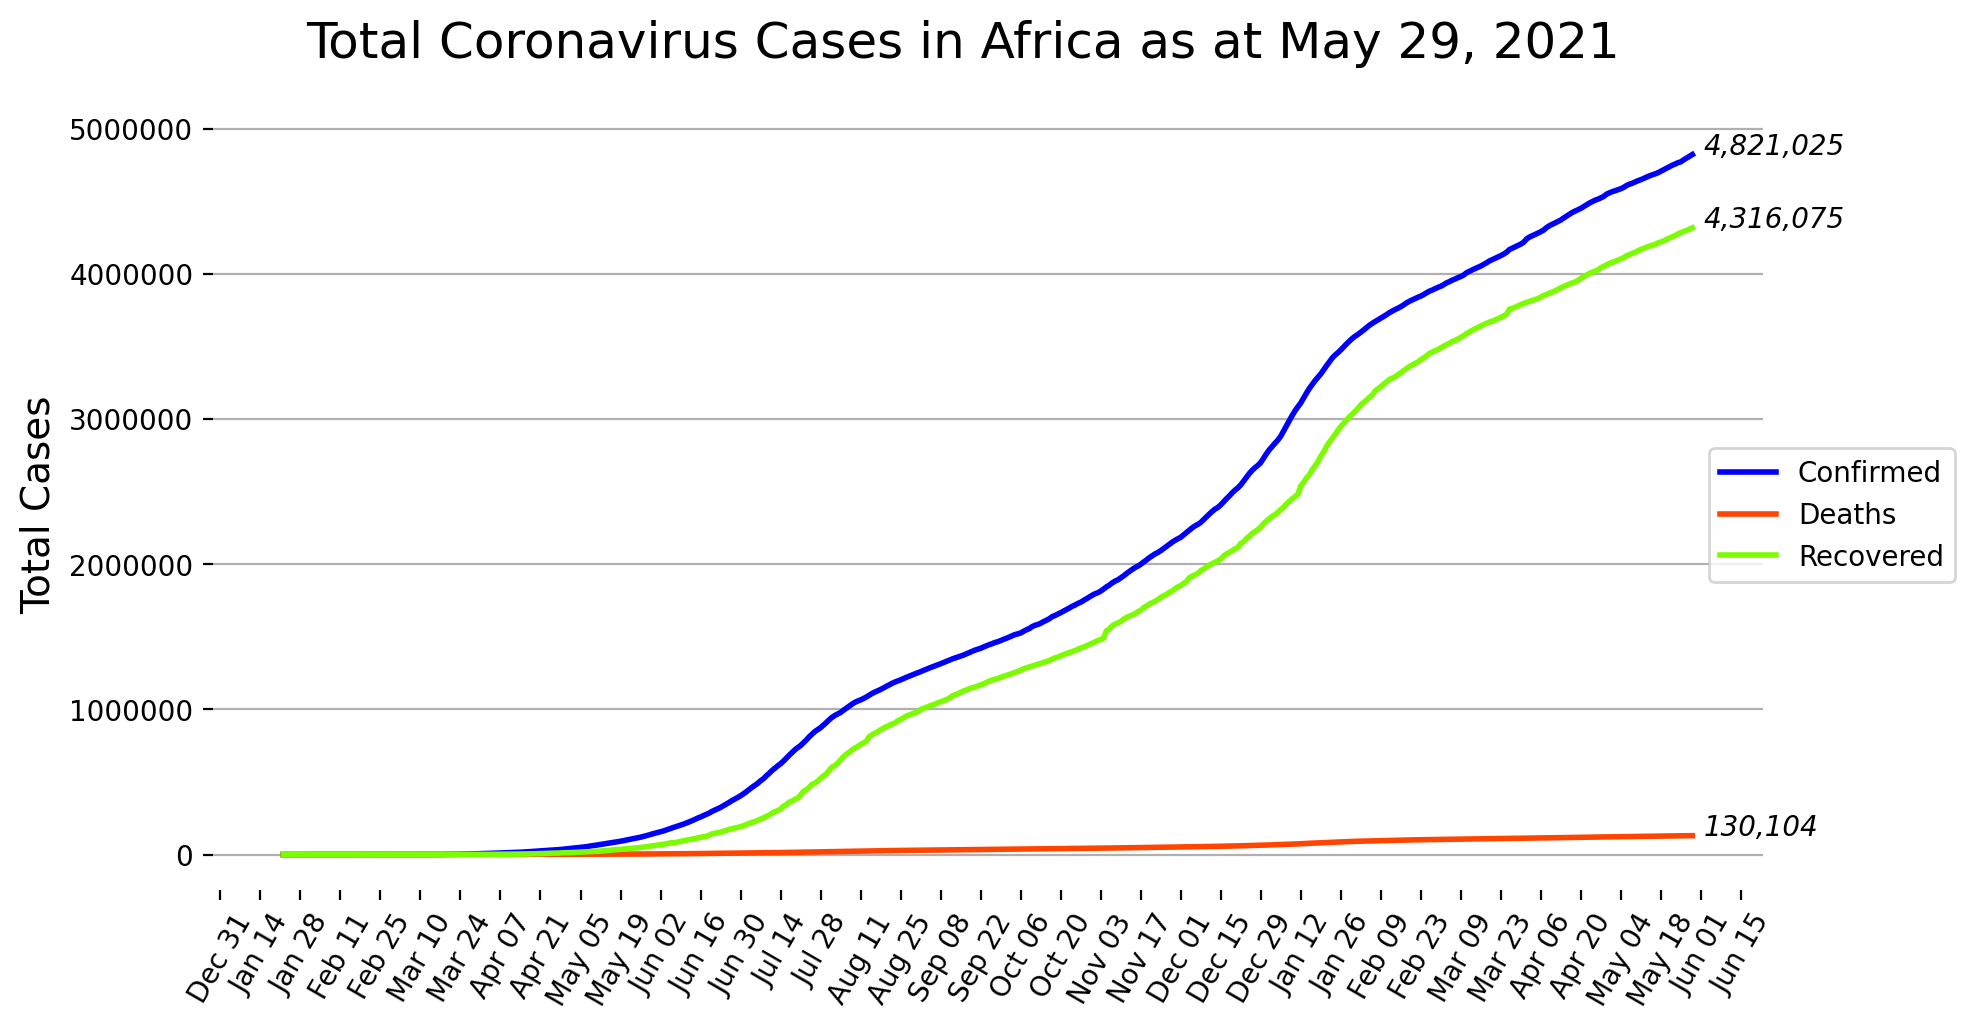 Total Coronavirus Cases in Africa as at May 29, 2021
Total Cases
5000000
4000000
3000000
2000000
1000000
0
4,821,025
4,316,075
130,104
Confirmed
Deaths
Recovered
Dec 31
Jan 14
Jan 28
Feb 11
Feb 25
Mar 10
Mar 24
Apr 07
Apr 21
May 05
May 19
Jun 02
Jun 16
Jun 30
Jul 14
Jul 28
Aug 11
Aug 25
Sep 08
Sep 22
Oct 06
Oct 20
Nov 03
Nov 17
Nov 01
Dec 15
Dec 29
Jan 12
Jan 26
Feb 09
Feb 23
Mar 09
Mar 23
Apr 06
Apr 20
May 04
May 18
Jun 01
Jun 15